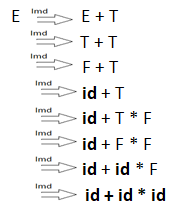 E lmd E + T
lmd T + T
lmd F + T
lmd id + T
lmd id + T * F
lmd id + F * F
lmd id + id * F
lmd id + id * id